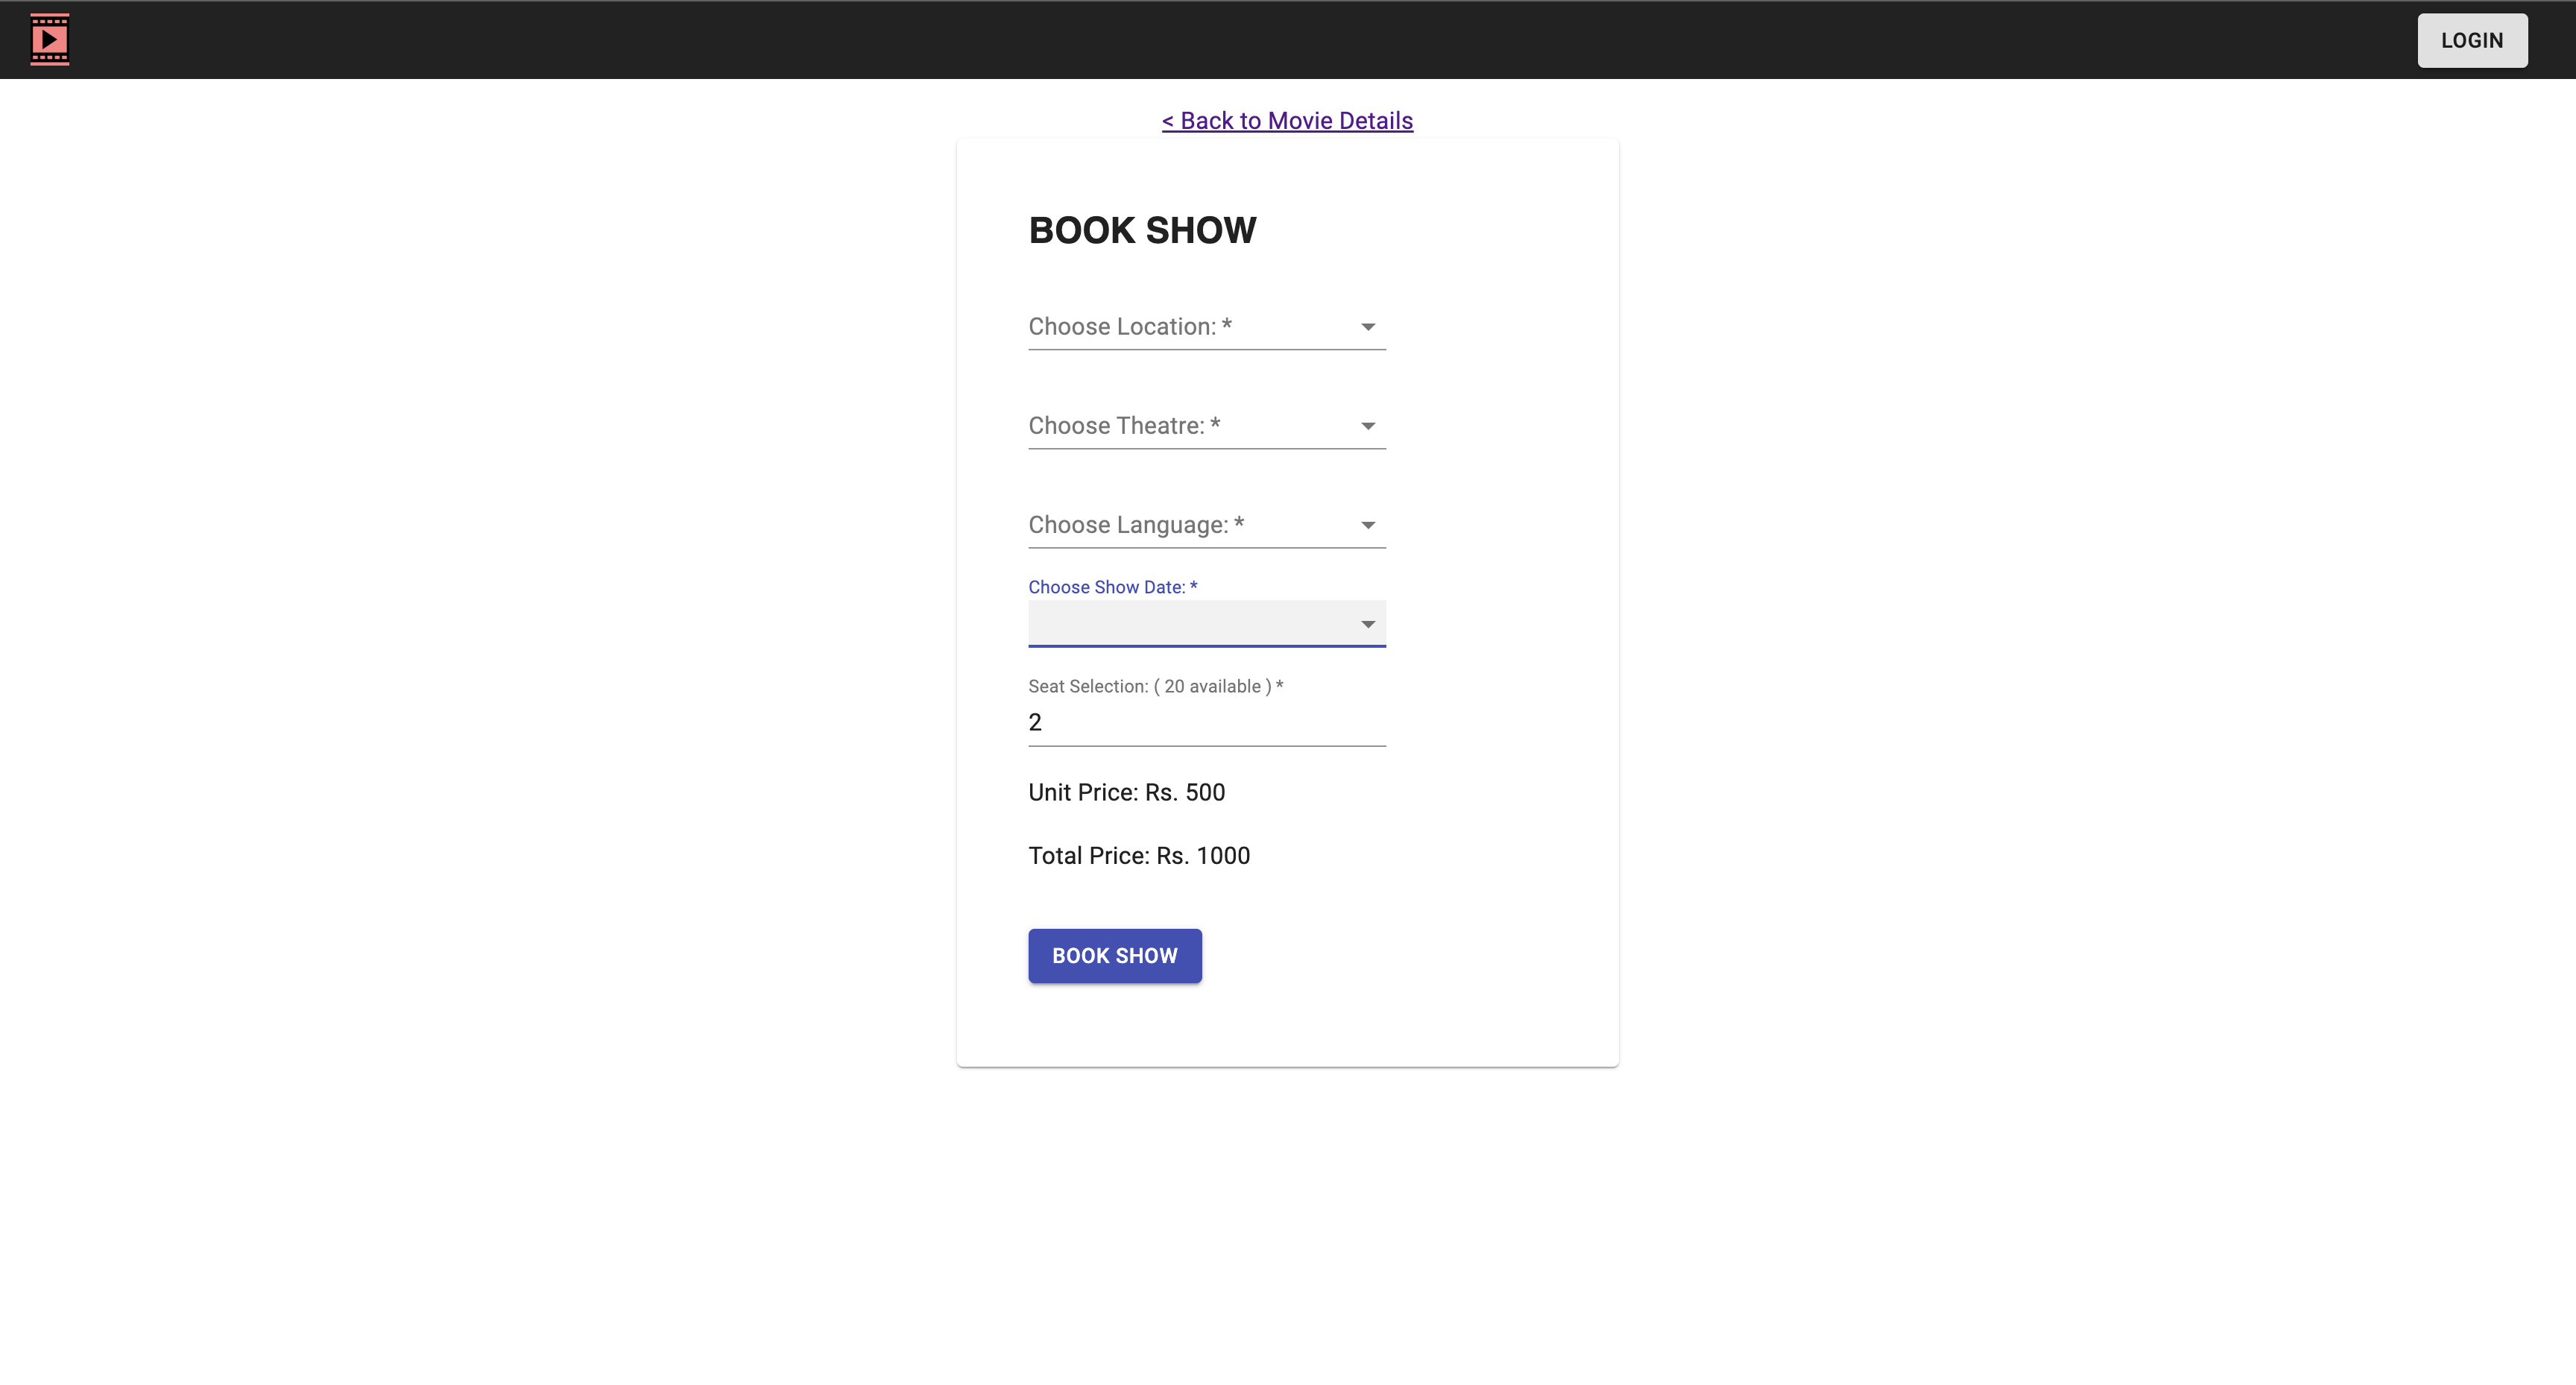 LOGIN
< Back to Movie Details
BOOK SHOW
Choose Location: *
Choose Theatre: *
Choose Language: *
Choose Show Date: *
Seat Selection: ( 20 available ) *
2
Unit Price: Rs. 500
Total Price: Rs. 1000
BOOK SHOW